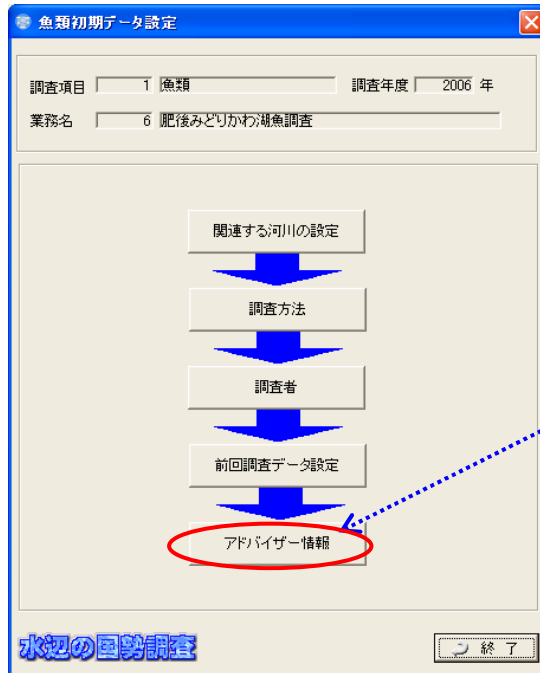 魚類初期データ設定
調査項目 1 魚類 調査年度 2006 年
業務名 6 肥後みどりかわ湖魚調査
関連する河川の設定
調査方法
調査者
前回調査データ設定
アドバイザー情報
水辺の国勢調査 終了